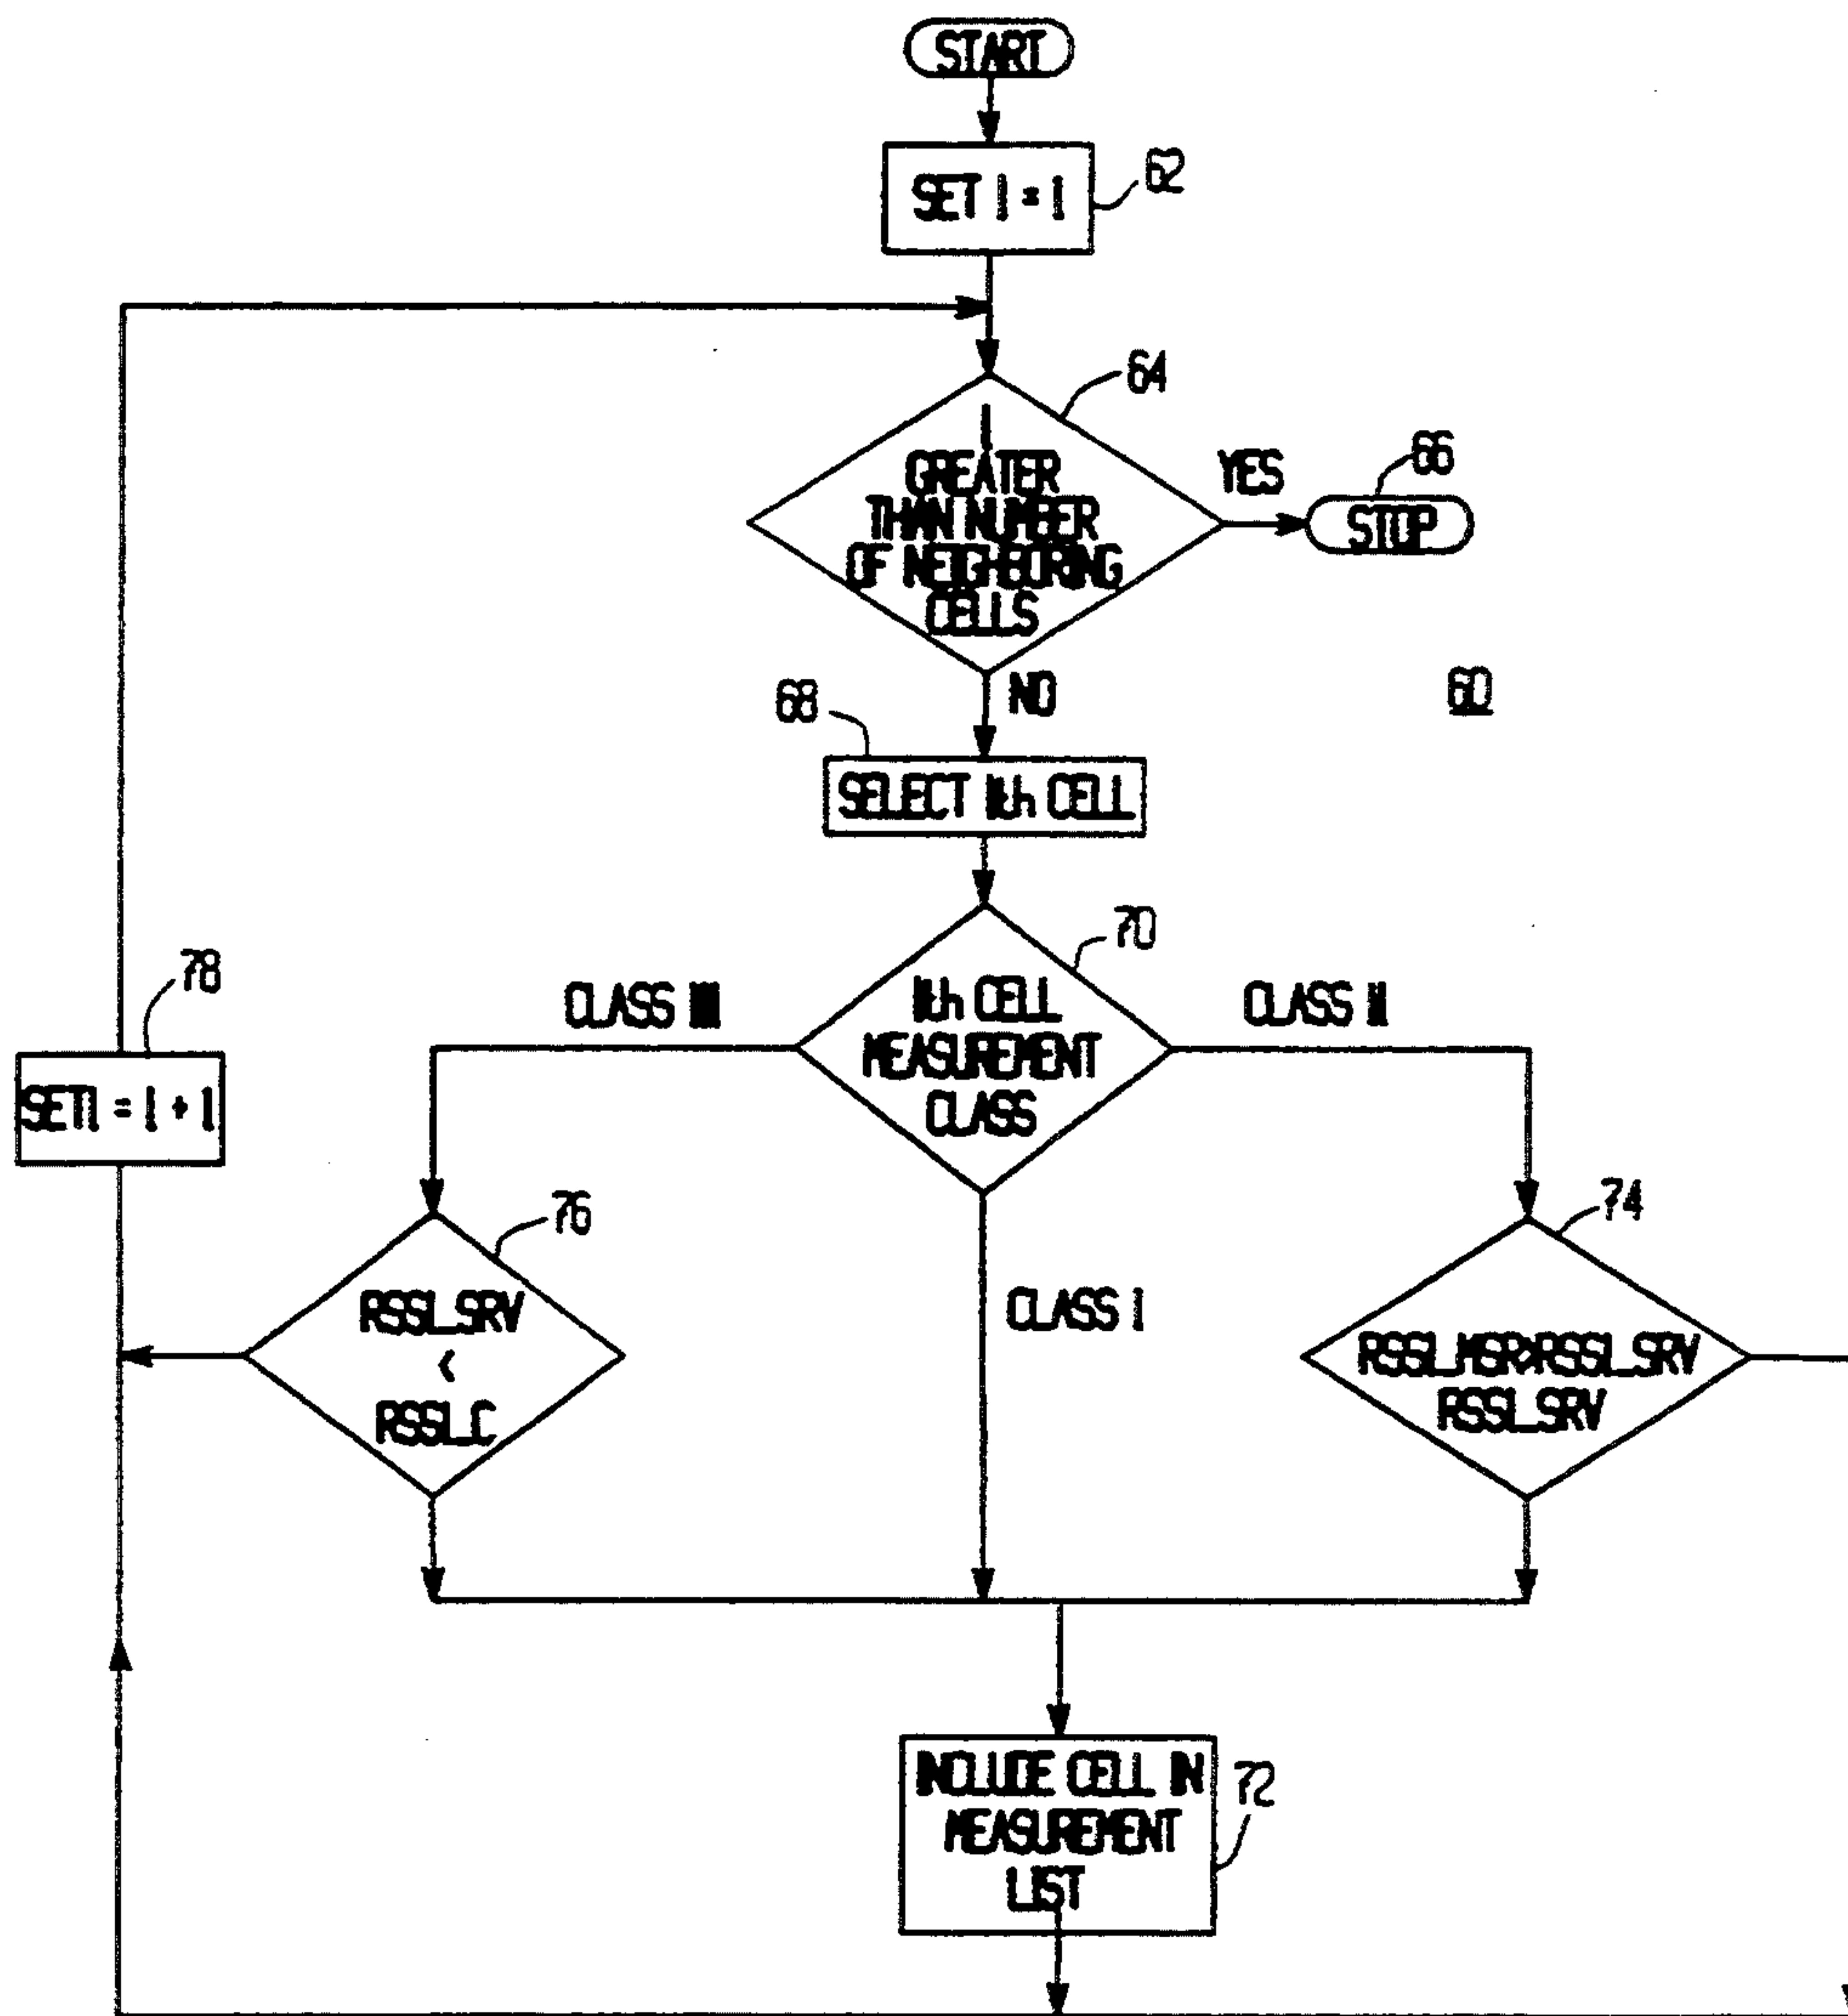 START
SET I = 1
62
64
I
GREATER
THAN NUMBER
OF NEIGHBORING
CELLS
YES
66
STOP
NO
60
68
SELECT Ith CELL
70
Ith CELL
MEASUREMENT
CLASS
CLASS III
CLASS II
78
SET I = I + 1
76
RSSI_SRV
<
RSSI_C
CLASS I
74
RSSI_MSR>RSSI_SRV
RSSI_SRV
INCLUDE CELL IN
MEASUREMENT
LIST
72